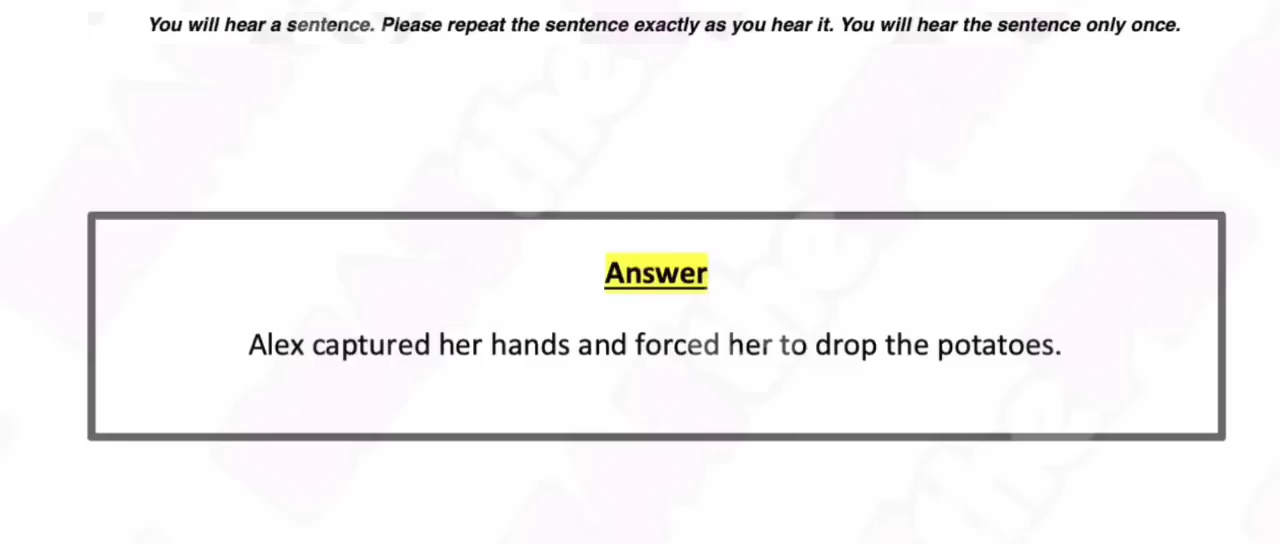 You will hear a sentence. Please repeat the sentence exactly as you hear it. You will hear the sentence only once.
Answer
Alex captured her hands and forced her to drop the potatoes.